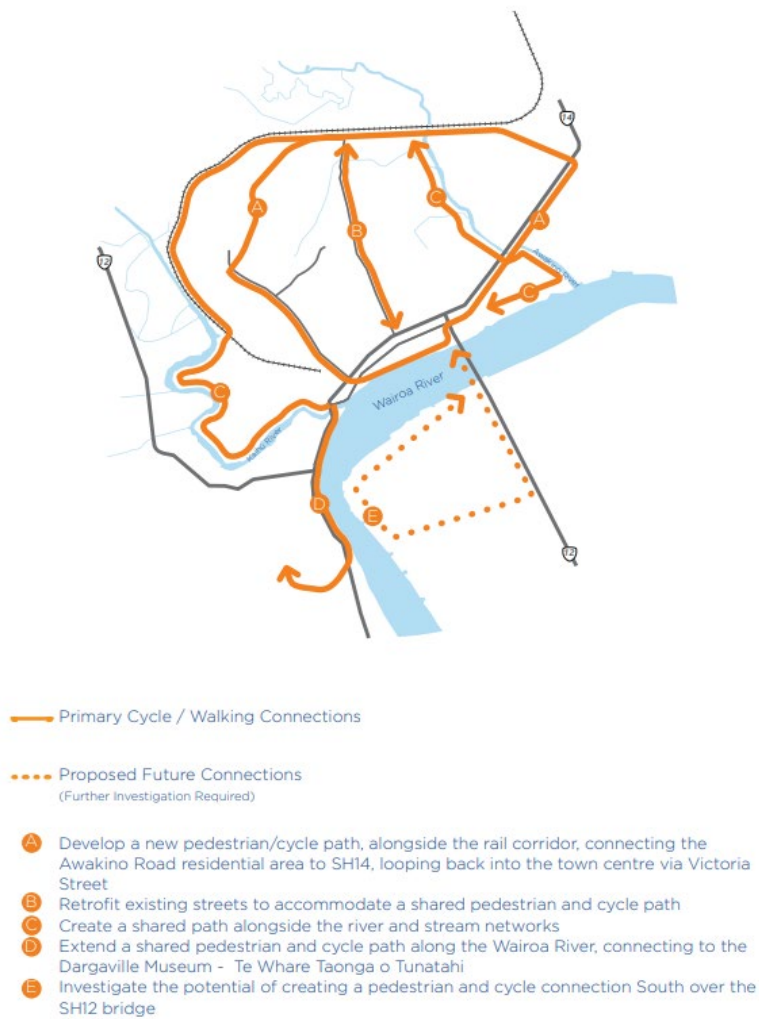 14
A
A
C
B
12
Awakino River
C
Wairoa River
C
Kaihu River
D
E
12
Primary Cycle / Walking Connections
Proposed Future Connections
(Further Investigation Required)
A Develop a new pedestrian/cycle path, alongside the rail corridor, connecting the
Awakino Road residential area to SH14, looping back into the town centre via Victoria
Street
B Retrofit existing streets to accommodate a shared pedestrian and cycle path
C Create a shared path alongside the river and stream networks
D Extend a shared pedestrian and cycle path along the Wairoa River, connecting to the
Dargaville Museum - Te Whare Taonga o Tunatahi
E Investigate the potential of creating a pedestrian and cycle connection South over the
SH12 bridge